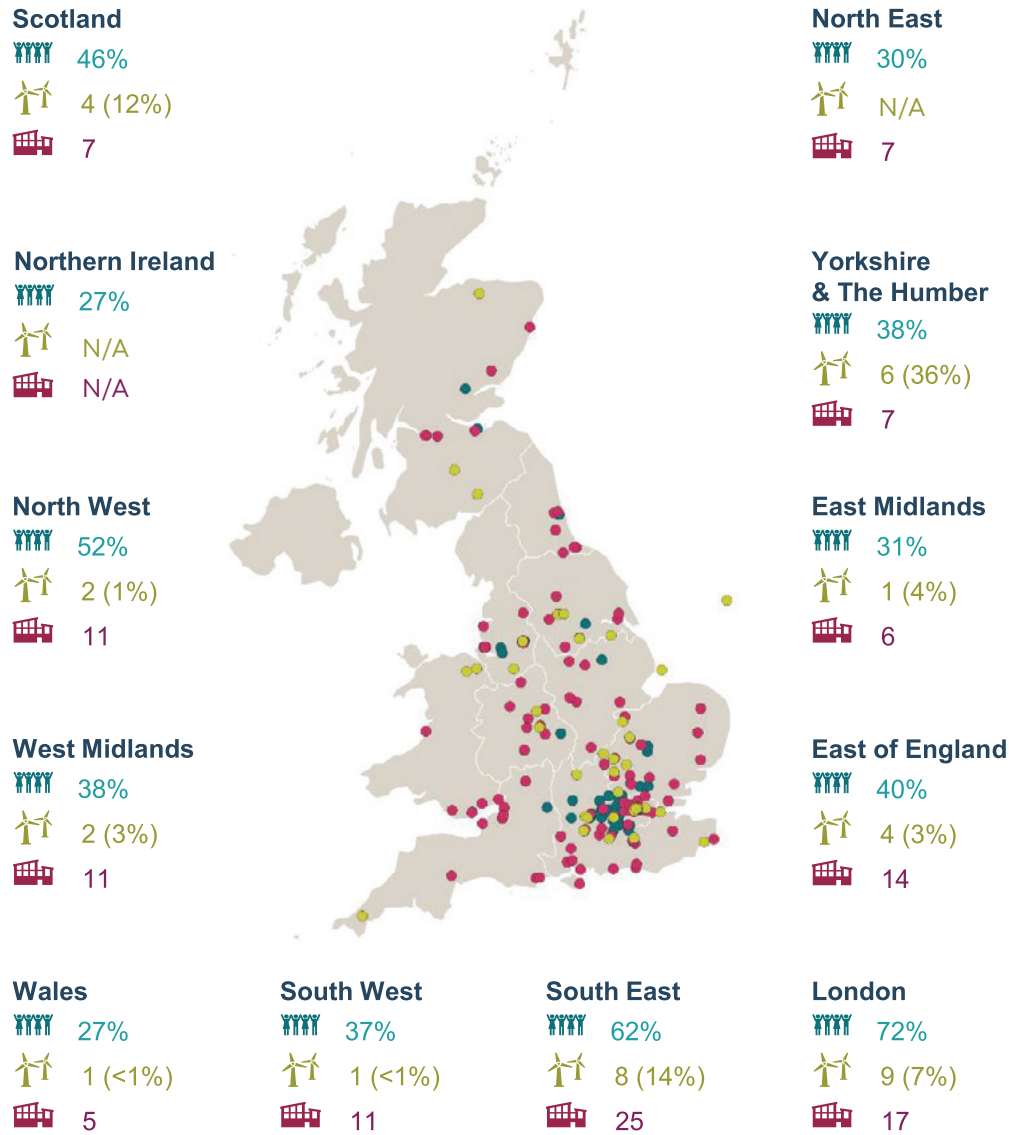 Scotland
46%
4 (12%)
7
North East
30%
N/A
7
Northern Ireland
27%
N/A
N/A
Yorkshire
& The Humber
38%
6 (36%)
7
North West
52%
2 (1%)
11
East Midlands
31%
1 (4%)
6
West Midlands
38%
2 (3%)
11
East of England
40%
4 (3%)
14
Wales
27%
1 (<1%)
5
South West
37%
1 (<1%)
11
South East
62%
8 (14%)
25
London
72%
9 (7%)
17